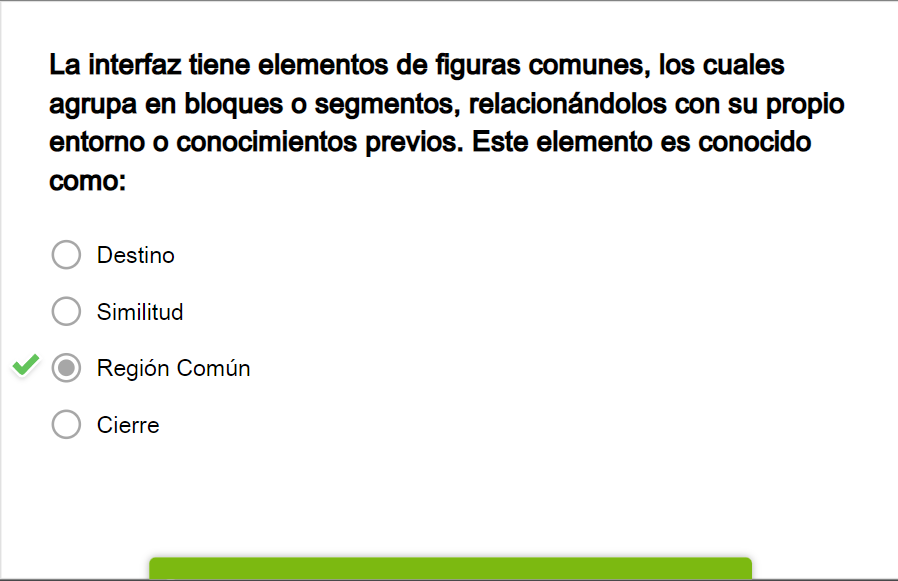 La interfaz tiene elementos de figuras comunes, los cuales
agrupa en bloques o segmentos, relacionándolos con su propio
entorno o conocimientos previos. Este elemento es conocido
como:
Destino
Similitud
Región Común
Cierre